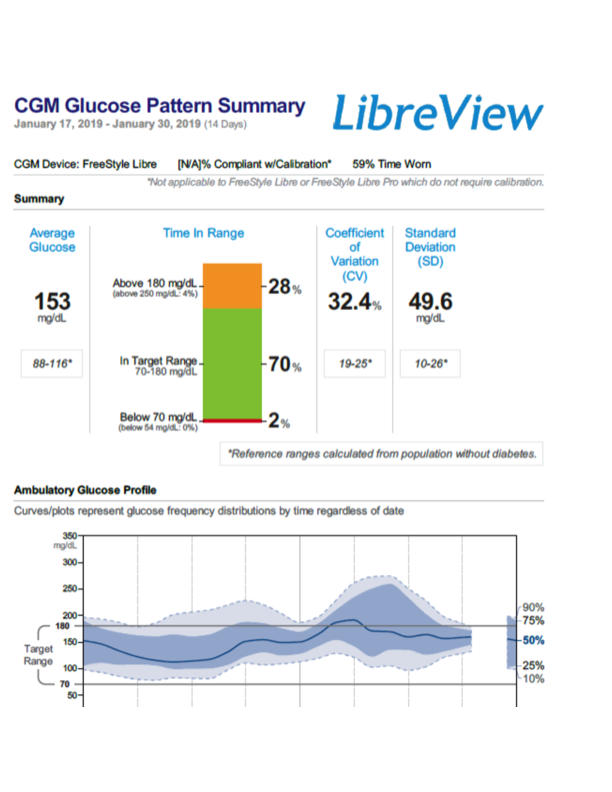 CGM Glucose Pattern Summary
LibreView
January 17, 2019 - January 30, 2019 (14 Days)
CGM Device: FreeStyle Libre [N/A]% Compliant w/Calibration* 59% Time Worn
*Not applicable to FreeStyle Libre or FreeStyle Libre Pro which do not require calibration.
Summary
Average
Glucose
153
mg/dL
88-116*
Time In Range
Above 180 mg/dL
(above 250 mg/dL: 4%)
28%
In Target Range
70-180 mg/dL
70%
Below 70 mg/dL
(below 54 mg/dL: 0%)
2%
Coefficient
of
Variation
(CV)
32.4%
19-25*
Standard
Deviation
(SD)
49.6
mg/dL
10-26*
*Reference ranges calculated from population without diabetes.
Ambulatory Glucose Profile
Curves/plots represent glucose frequency distributions by time regardless of date
350
mg/dL
300
250
200
180
150
100
70
50
Target
Range
90%
75%
50%
25%
10%